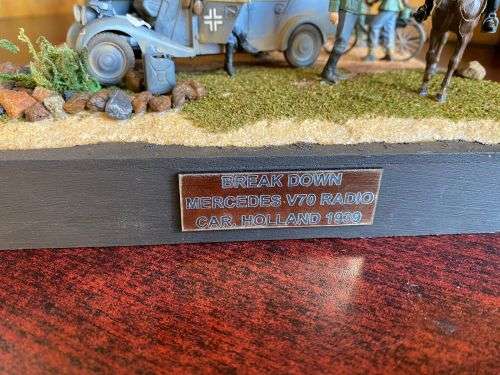 BREAK DOWN
MERCEDES V70 RADIO
CAR. HOLLAND 1939